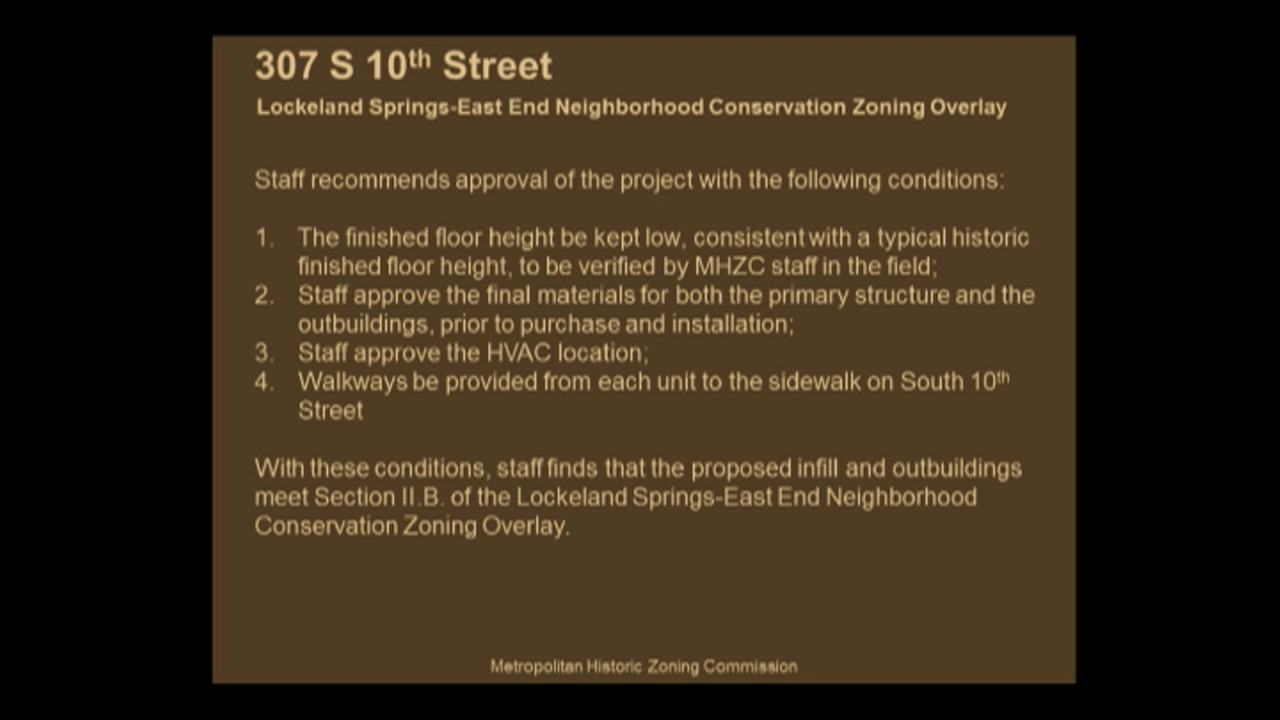 307 S 10th Street
Lockeland Springs-East End Neighborhood Conservation Zoning Overlay
Staff recommends approval of the project with the following conditions:
1. The finished floor height be kept low, consistent with a typical historic
finished floor height, to be verified by MHZC staff in the field;
2. Staff approve the final materials for both the primary structure and the
outbuildings, prior to purchase and installation;
3. Staff approve the HVAC location;
4. Walkways be provided from each unit to the sidewalk on South 10th
Street
With these conditions, staff finds that the proposed infill and outbuildings
meet Section II.B. of the Lockeland Springs-East End Neighborhood
Conservation Zoning Overlay.
Metropolitan Historic Zoning Commission